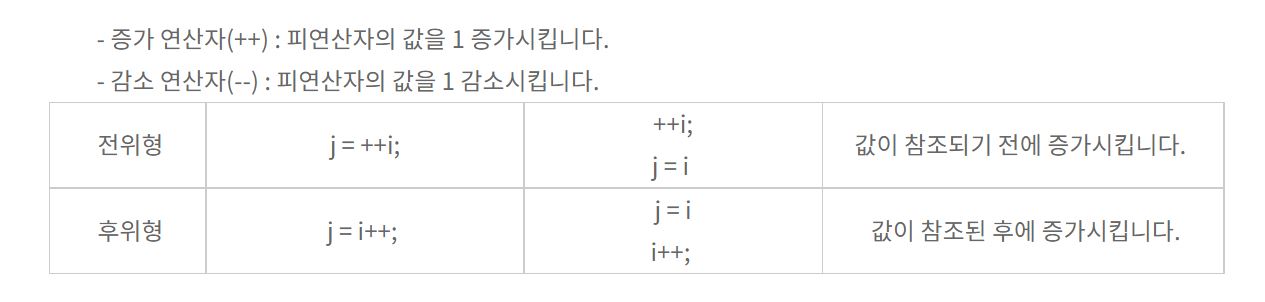 - 증가 연산자(++) : 피연산자의 값을 1 증가시킵니다.
- 감소 연산자(--) : 피연산자의 값을 1 감소시킵니다.
전위형
j = ++i;
++i;
j = i
값이 참조되기 전에 증가시킵니다.
후위형
j = i++;
j = i
i++;
값이 참조된 후에 증가시킵니다.